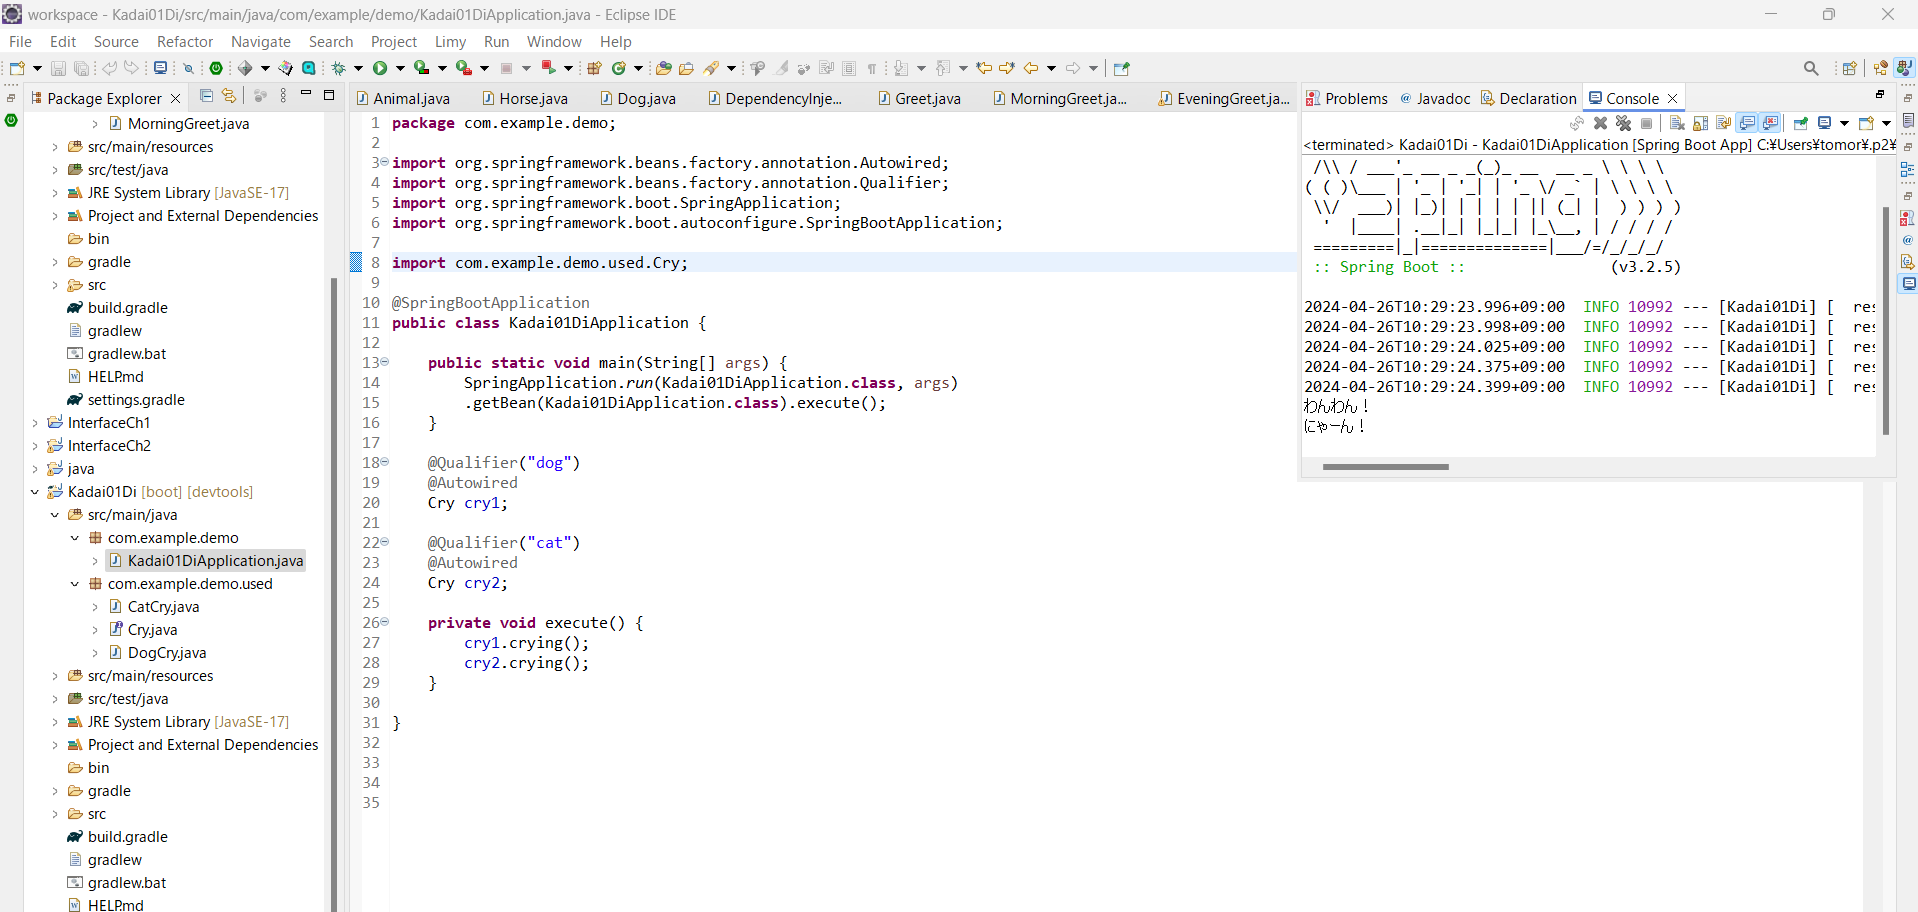 workspace - Kadai01Di/src/main/java/com/example/demo/Kadai01DiApplication.java - Eclipse IDE
File Edit Source Refactor Navigate Search Project Limy Run Window Help
Package Explorer
MorningGreet.java
src/main/resources
src/test/java
JRE System Library [JavaSE-17]
Project and External Dependencies
bin
gradle
src
build.gradle
gradlew
gradlew.bat
HELP.md
settings.gradle
InterfaceCh1
InterfaceCh2
java
Kadai01Di [boot] [devtools]
src/main/java
com.example.demo
Kadai01DiApplication.java
com.example.demo.used
CatCry.java
Cry.java
DogCry.java
src/main/resources
src/test/java
JRE System Library [JavaSE-17]
Project and External Dependencies
bin
gradle
src
build.gradle
gradlew
gradlew.bat
HELP.md
Animal.java Horse.java Dog.java DependencyInje... Greet.java MorningGreet.ja... EveningGreet.ja...
1 package com.example.demo;
2
3 import org.springframework.beans.factory.annotation.Autowired;
4 import org.springframework.beans.factory.annotation.Qualifier;
5 import org.springframework.boot.SpringApplication;
6 import org.springframework.boot.autoconfigure.SpringBootApplication;
7
8 import com.example.demo.used.Cry;
9
10 @SpringBootApplication
11 public class Kadai01DiApplication {
12
13     public static void main(String[] args) {
14         SpringApplication.run(Kadai01DiApplication.class, args)
15         .getBean(Kadai01DiApplication.class).execute();
16     }
17
18     @Qualifier("dog")
19     @Autowired
20     Cry cry1;
21
22     @Qualifier("cat")
23     @Autowired
24     Cry cry2;
25
26     private void execute() {
27         cry1.crying();
28         cry2.crying();
29     }
30
31 }
32
33
34
35
Problems Javadoc Declaration Console
<terminated> Kadai01Di - Kadai01DiApplication [Spring Boot App] C:¥Users¥tomor¥.p2¥
 /\\ / ___'_ __ _ _(_)_ __  __ _ \ \ \ \
( ( )\___ | '_ | '_| | '_ \/ _` | \ \ \ \
 \\/  ___)| |_)| | | | | || (_| |  ) ) ) )
  '  |____| .__|_| |_|_| |_\__, | / / / /
 =========|_|==============|___/=/_/_/_/
 :: Spring Boot ::                (v3.2.5)
2024-04-26T10:29:23.996+09:00  INFO 10992 --- [Kadai01Di] [  res
2024-04-26T10:29:23.998+09:00  INFO 10992 --- [Kadai01Di] [  res
2024-04-26T10:29:24.025+09:00  INFO 10992 --- [Kadai01Di] [  res
2024-04-26T10:29:24.375+09:00  INFO 10992 --- [Kadai01Di] [  res
2024-04-26T10:29:24.399+09:00  INFO 10992 --- [Kadai01Di] [  res
わんわん！
にゃーん！